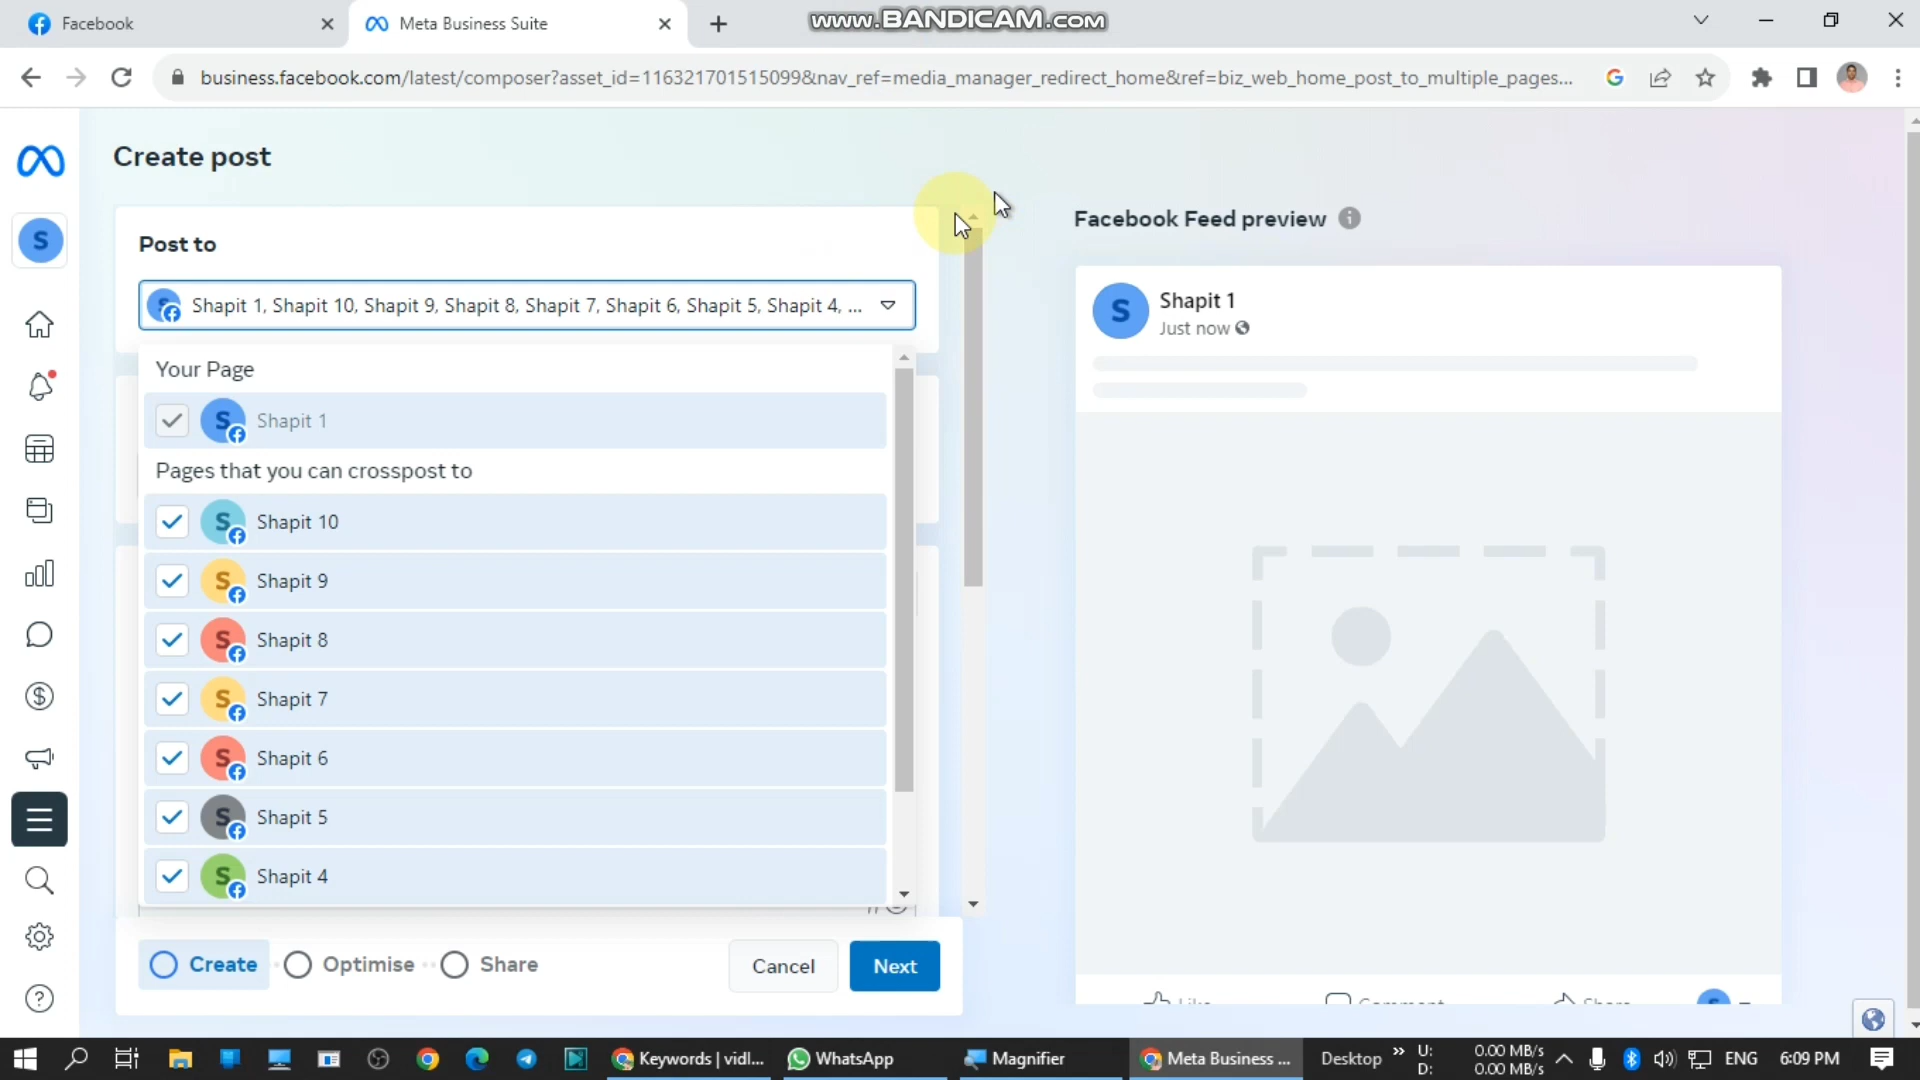 Facebook
Meta Business Suite
www.BANDICAM.com
business.facebook.com/latest/composer?asset_id=116321701515099&nav_ref=media_manager_redirect_home&ref=biz_web_home_post_to_multiple_pages...
Create post
Post to
Shapit 1, Shapit 10, Shapit 9, Shapit 8, Shapit 7, Shapit 6, Shapit 5, Shapit 4, ...
Your Page
S Shapit 1
Pages that you can crosspost to
S Shapit 10
S Shapit 9
S Shapit 8
S Shapit 7
S Shapit 6
S Shapit 5
S Shapit 4
Create
Optimise
Share
Cancel
Next
S
Facebook Feed preview
S Shapit 1
Just now
Like
Comment
Share
Keywords | vidl...
WhatsApp
Magnifier
Meta Business ...
Desktop
U: 0.00 MB/s
D: 0.00 MB/s
ENG
6:09 PM